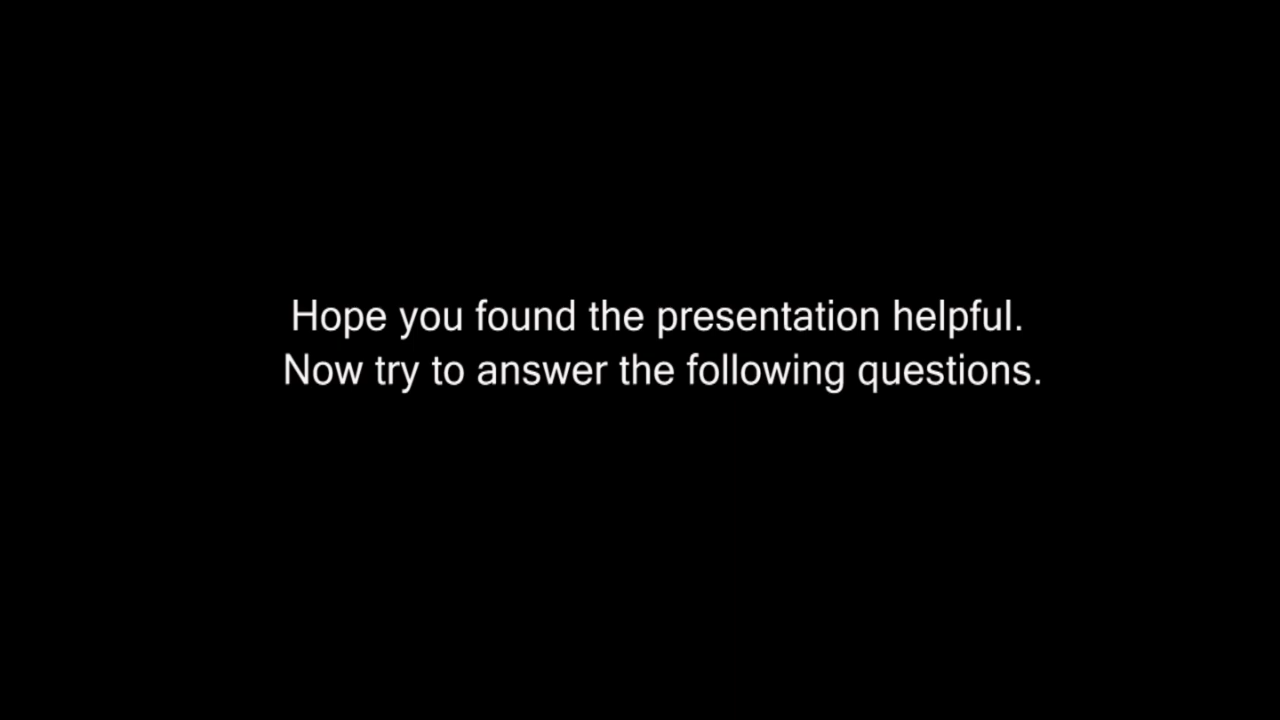 Hope you found the presentation helpful.
Now try to answer the following questions.